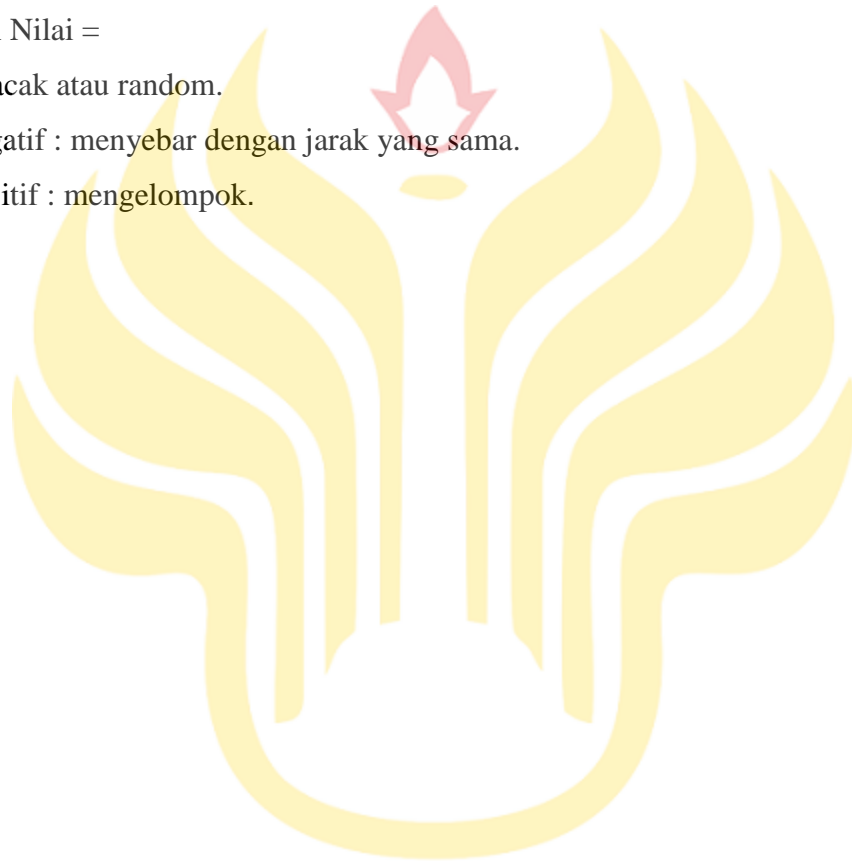 Nilai =
acak atau random.
gatif : menyebar dengan jarak yang sama.
itif : mengelompok.